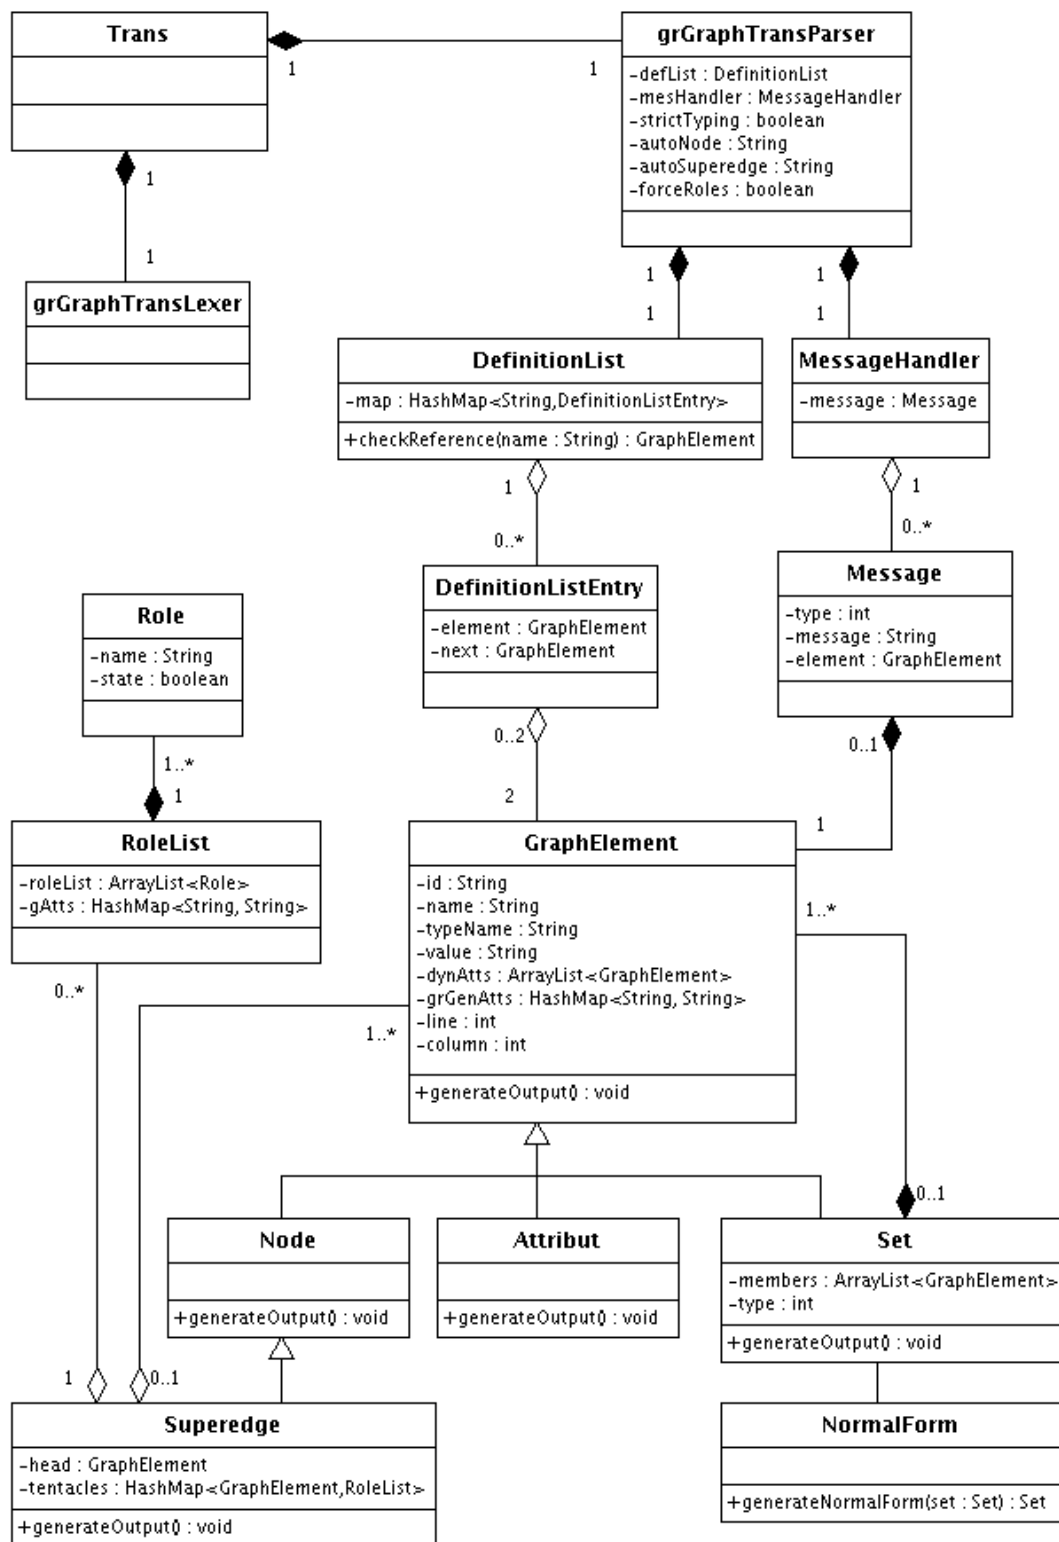 Trans
1
1
grGraphTransParser
-defList : DefinitionList
-mesHandler : MessageHandler
-strictTyping : boolean
-autoNode : String
-autoSuperedge : String
-forceRoles : boolean
1
1
grGraphTransLexer
1
1
1
1
DefinitionList
-map : HashMap<String,DefinitionListEntry>
+checkReference(name : String) : GraphElement
MessageHandler
-message : Message
1
0..*
1
0..*
DefinitionListEntry
-element : GraphElement
-next : GraphElement
Message
-type : int
-message : String
-element : GraphElement
Role
-name : String
-state : boolean
1..*
1
0..2
2
0..1
1
RoleList
-roleList : ArrayList<Role>
-gAtts : HashMap<String, String>
0..*
GraphElement
-id : String
-name : String
-typeName : String
-value : String
-dynAtts : ArrayList<GraphElement>
-grGenAtts : HashMap<String, String>
-line : int
-column : int
+generateOutput() : void
1..*
1..*
0..1
Node
+generateOutput() : void
Attribut
+generateOutput() : void
Set
-members : ArrayList<GraphElement>
-type : int
+generateOutput() : void
1
0..1
Superedge
-head : GraphElement
-tentacles : HashMap<GraphElement,RoleList>
+generateOutput() : void
NormalForm
+generateNormalForm(set : Set) : Set